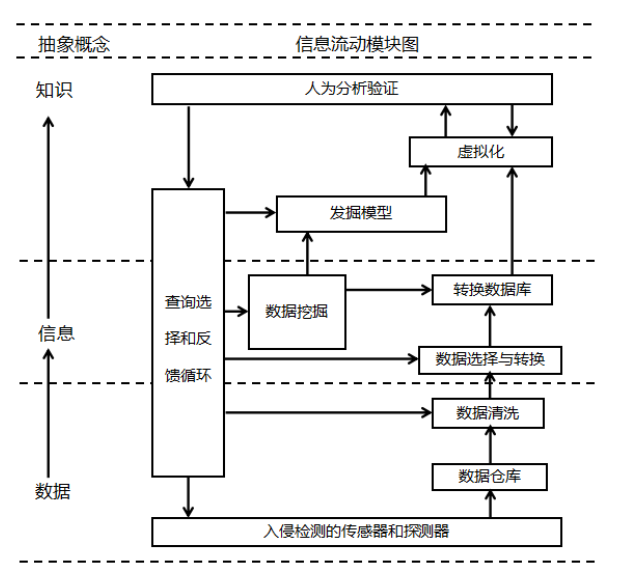 抽象概念
信息流动模块图
知识
人为分析验证
虚拟化
发掘模型
查询选
择和反
馈循环
数据挖掘
转换数据库
信息
数据选择与转换
数据清洗
数据仓库
数据
入侵检测的传感器和探测器